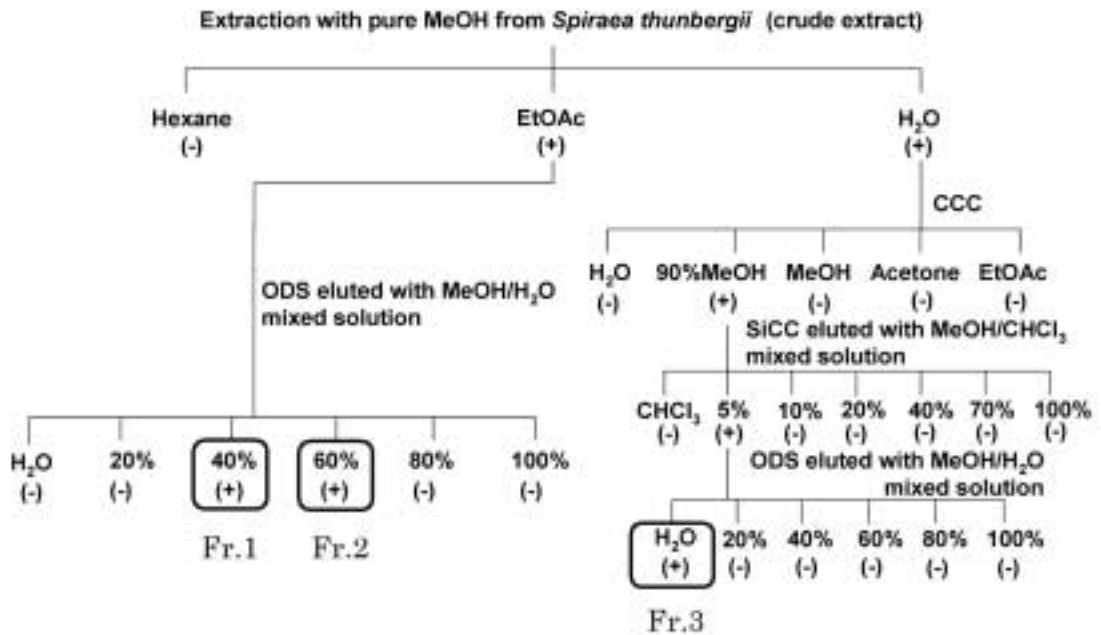 Extraction with pure MeOH from Spiraea thunbergii (crude extract)
Hexane
(-)
EtOAc
(+)
H₂O
(+)
CCC
H₂O
(-)
90%MeOH
(+)
MeOH
(-)
Acetone
(-)
EtOAc
(-)
ODS eluted with MeOH/H₂O
mixed solution
SiCC eluted with MeOH/CHCl₃
mixed solution
CHCl₃
(-)
5%
(+)
10%
(-)
20%
(-)
40%
(-)
70%
(-)
100%
(-)
H₂O
(-)
20%
(-)
40%
(+)
60%
(+)
80%
(-)
100%
(-)
Fr.1
Fr.2
ODS eluted with MeOH/H₂O
mixed solution
H₂O
(+)
20%
(-)
40%
(-)
60%
(-)
80%
(-)
100%
(-)
Fr.3